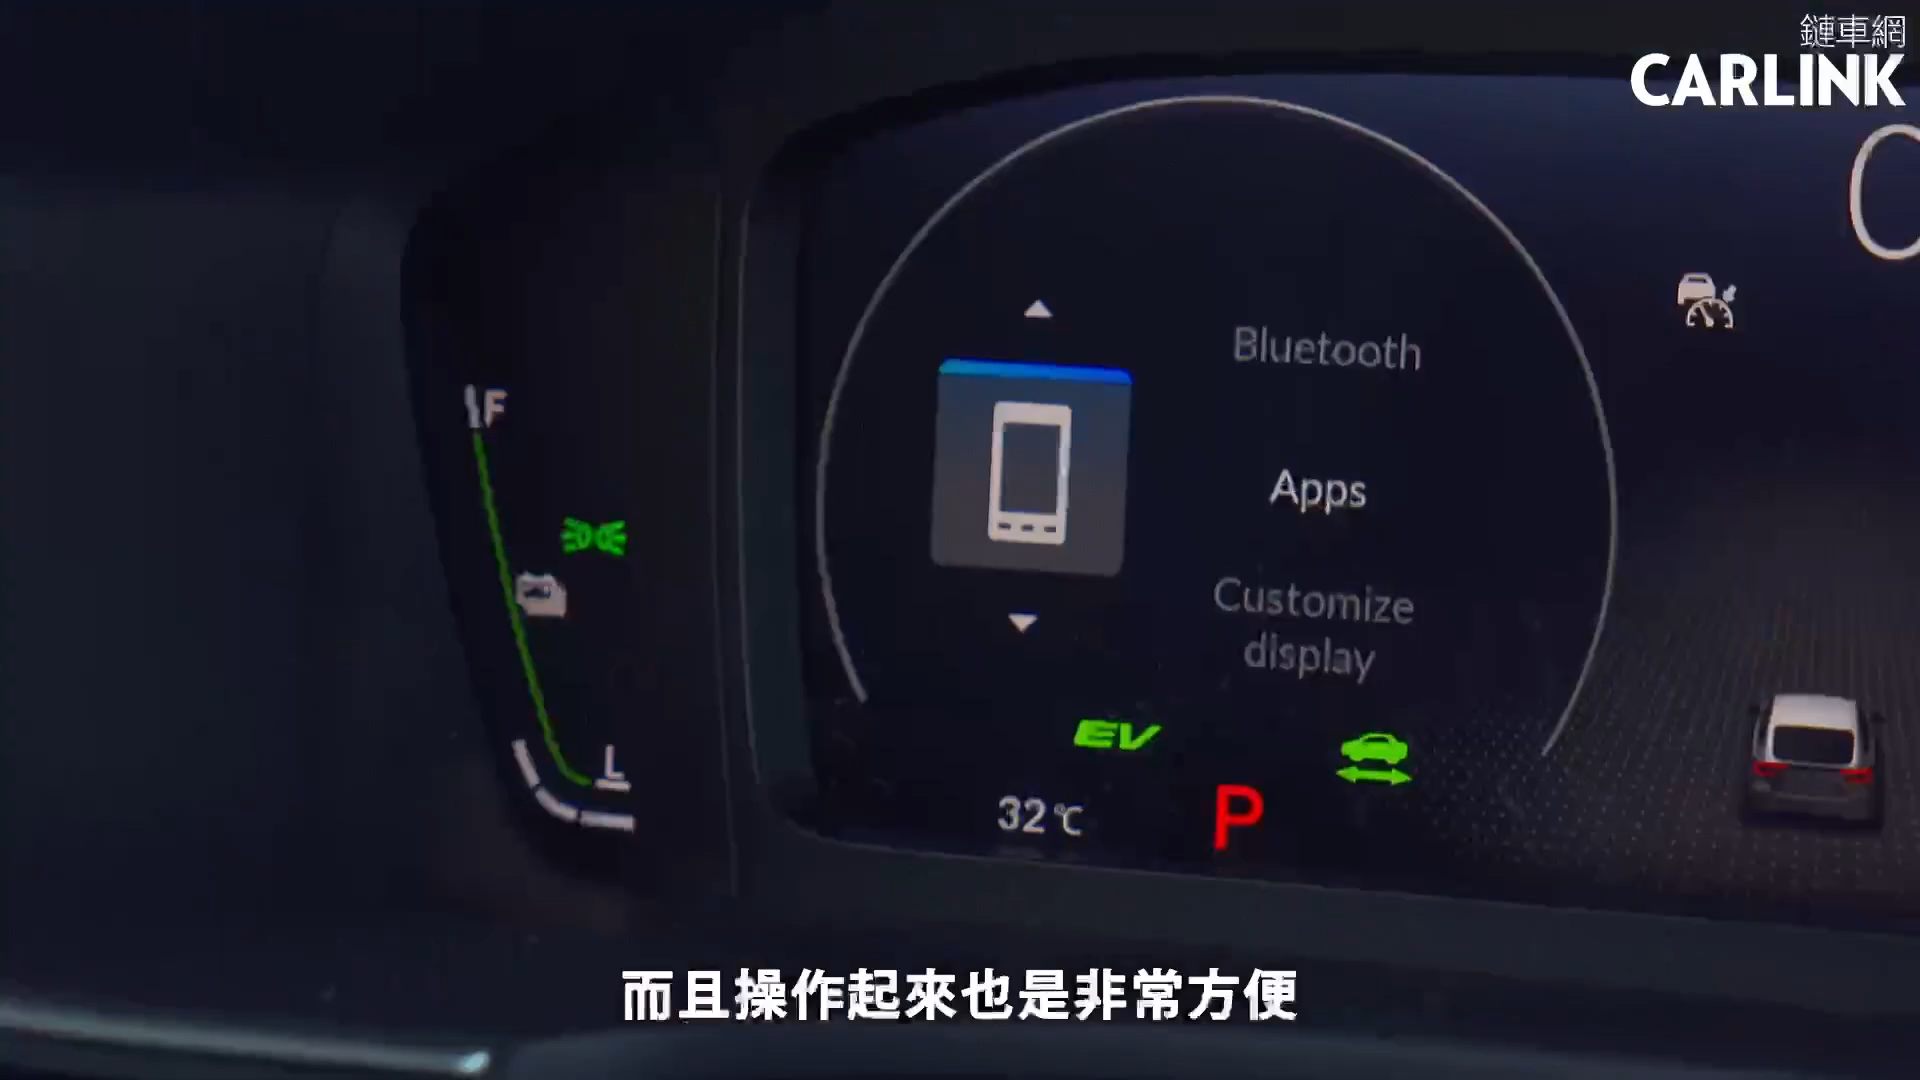 鏈車網
CARLINK
0
Bluetooth
F
Apps
Customize
display
EV
L
32℃
P
而且操作起來也是非常方便